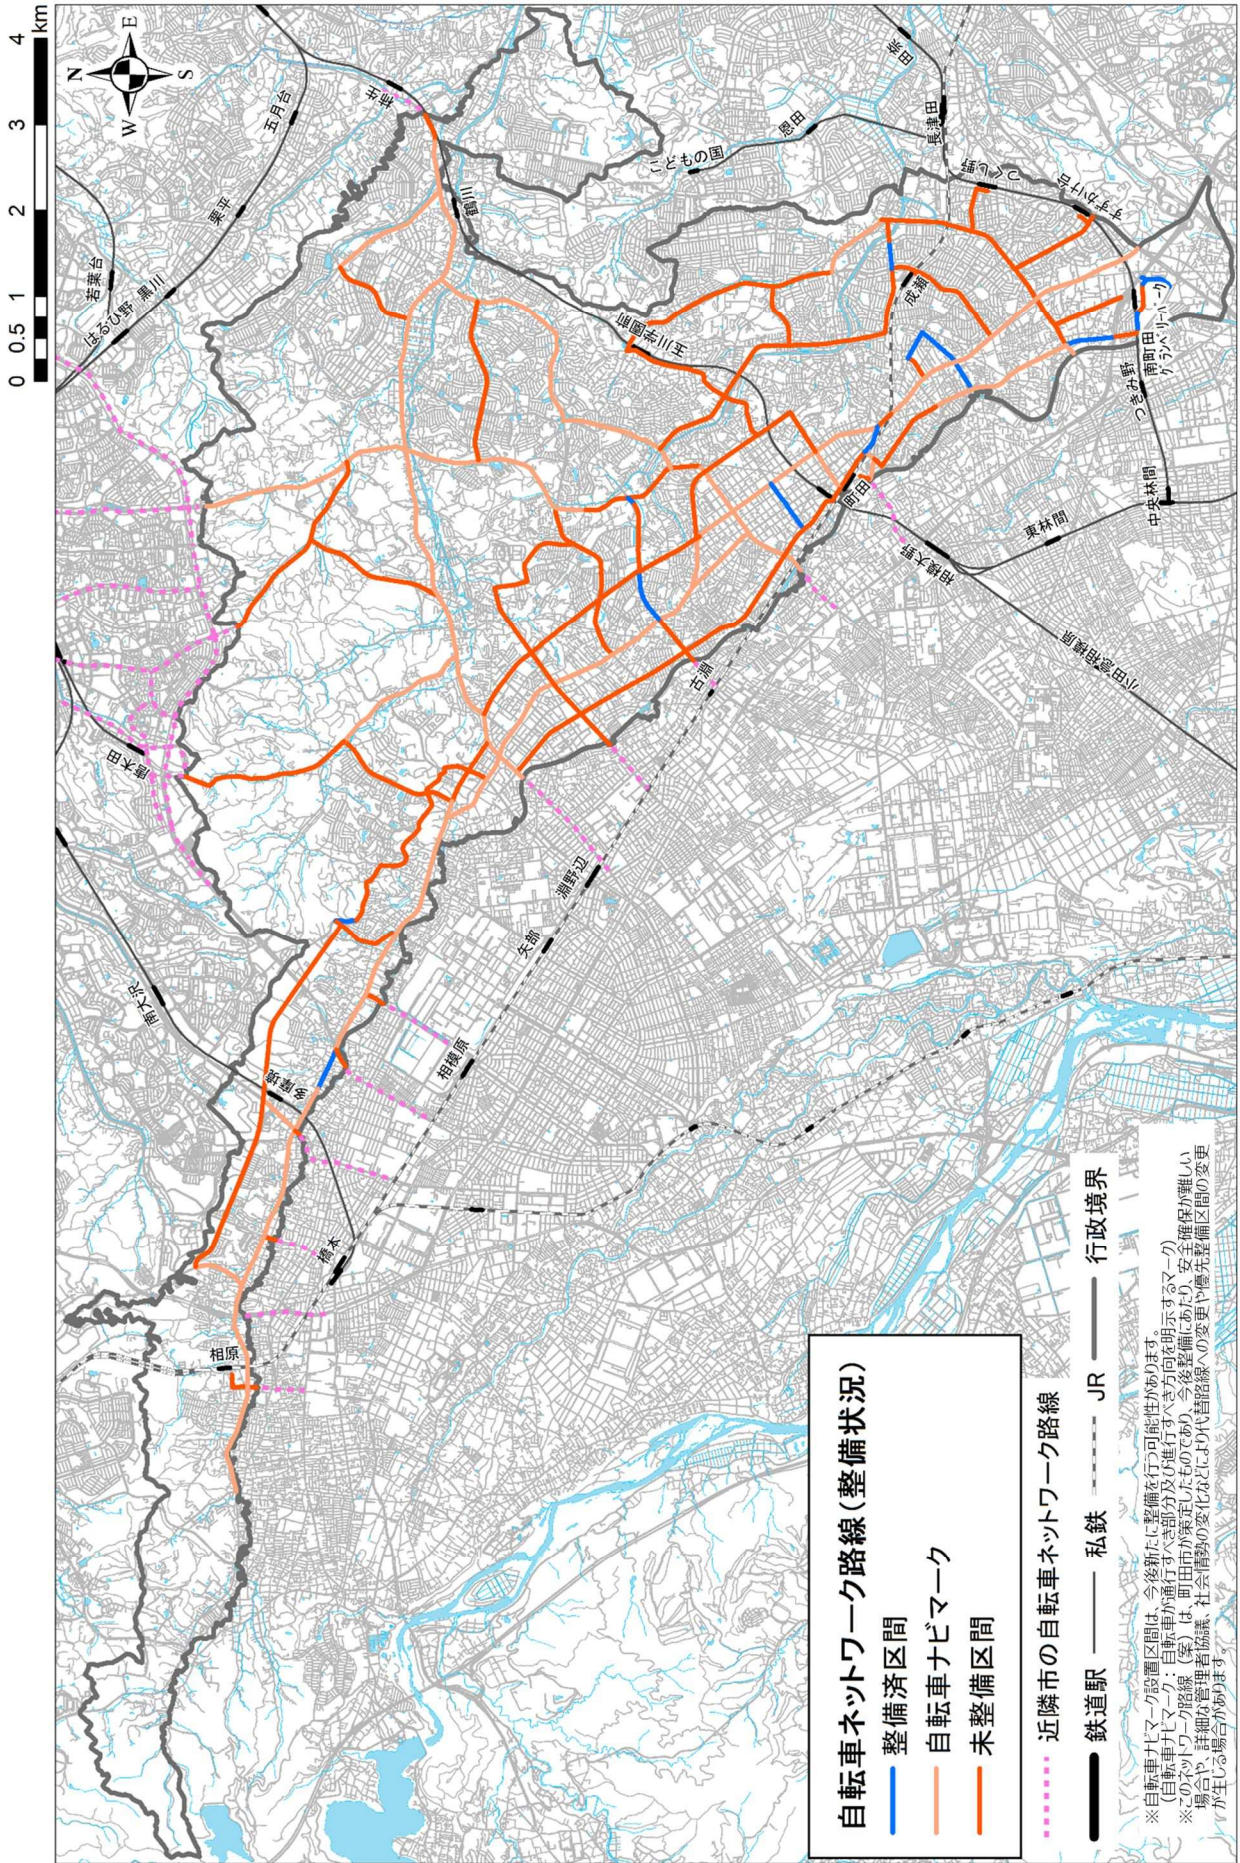 自転車ネットワーク路線（整備状況）
整備済区間
自転車ナビマーク
未整備区間
近隣市の自転車ネットワーク路線
鉄道駅
私鉄
JR
行政境界
※自転車ナビマーク設置区間は、今後新たに整備を行う可能性があります。
（自転車ナビマーク：自転車が通行すべき部分及び進行すべき方向を明示するマーク）
※このネットワーク路線（案）は、町田市が策定したものであり、今後整備にあたり、安全確保が難しい
場合や、詳細な管理者協議、社会情勢の変化などにより代替路線への変更や優先整備区間の変更
が生じる場合があります。
0 0.5 1 2 3 4 km
N
W
E
S
相原
橋本
多摩境
南大沢
相模原
矢部
淵野辺
唐木田
古淵
小田急相模原
相模大野
東林間
中央林間
つきみ野
南町田
グランベリーパーク
町田
成瀬
玉川学園前
鶴川
柿生
はるひ野
黒川
若葉台
栗平
五月台
こどもの国
恩田
長津田
田奈
つくし野
すずかけ台